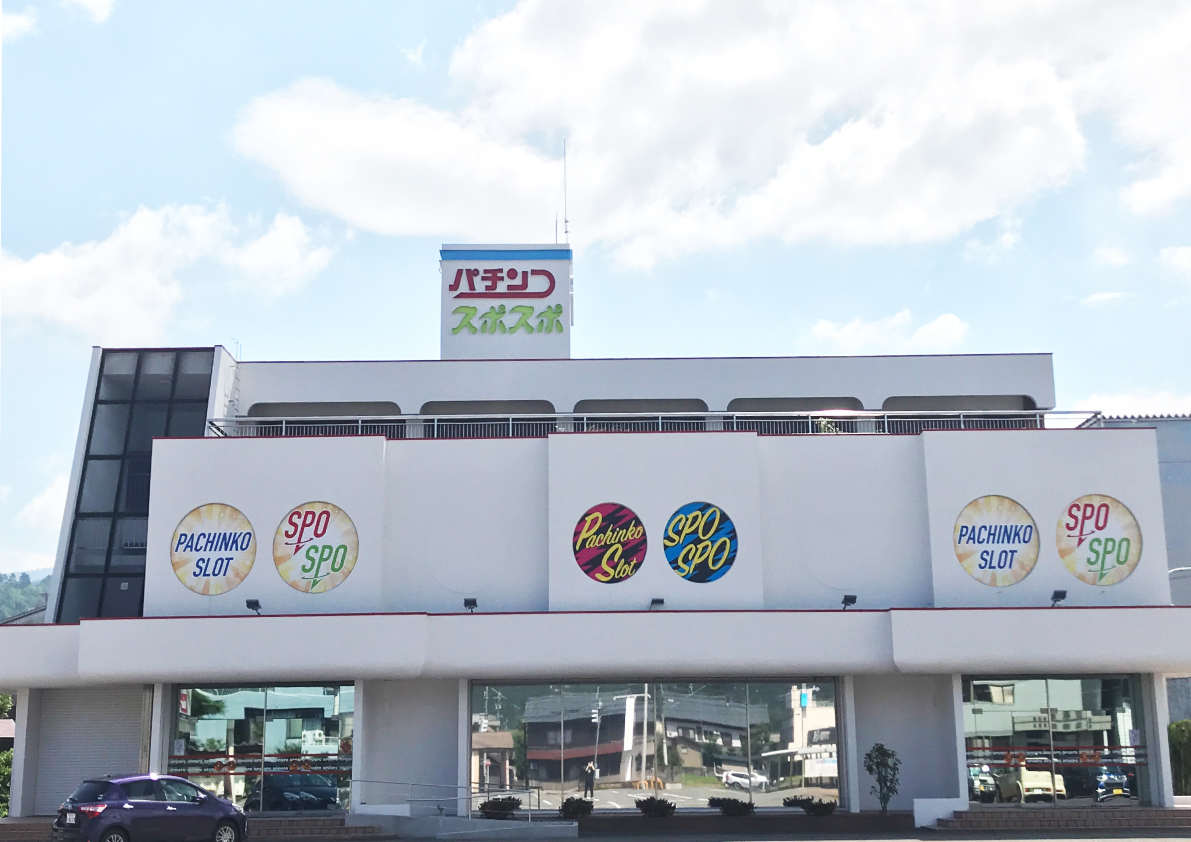 パチンコ
スポスポ
PACHINKO
SLOT
SPO
SPO
Pachinko
Slot
SPO
SPO
PACHINKO
SLOT
SPO
SPO